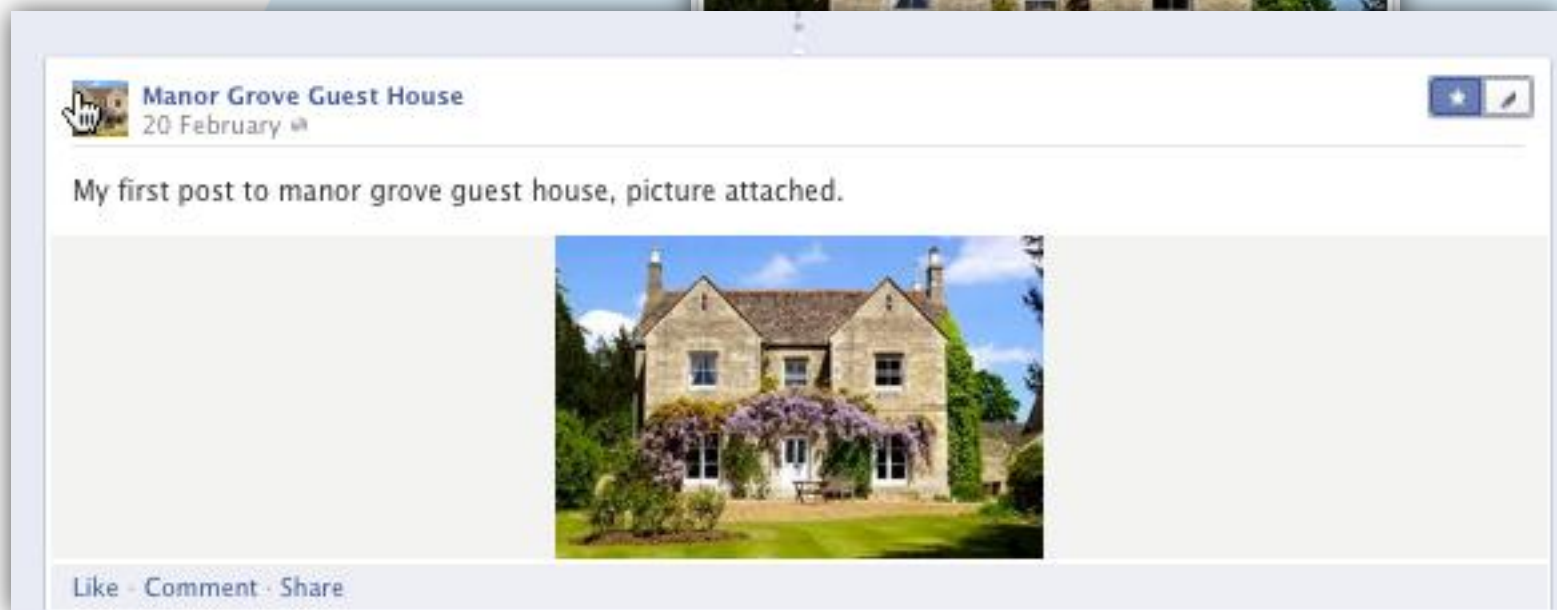 Manor Grove Guest House
20 February
My first post to manor grove guest house, picture attached.
Like · Comment · Share